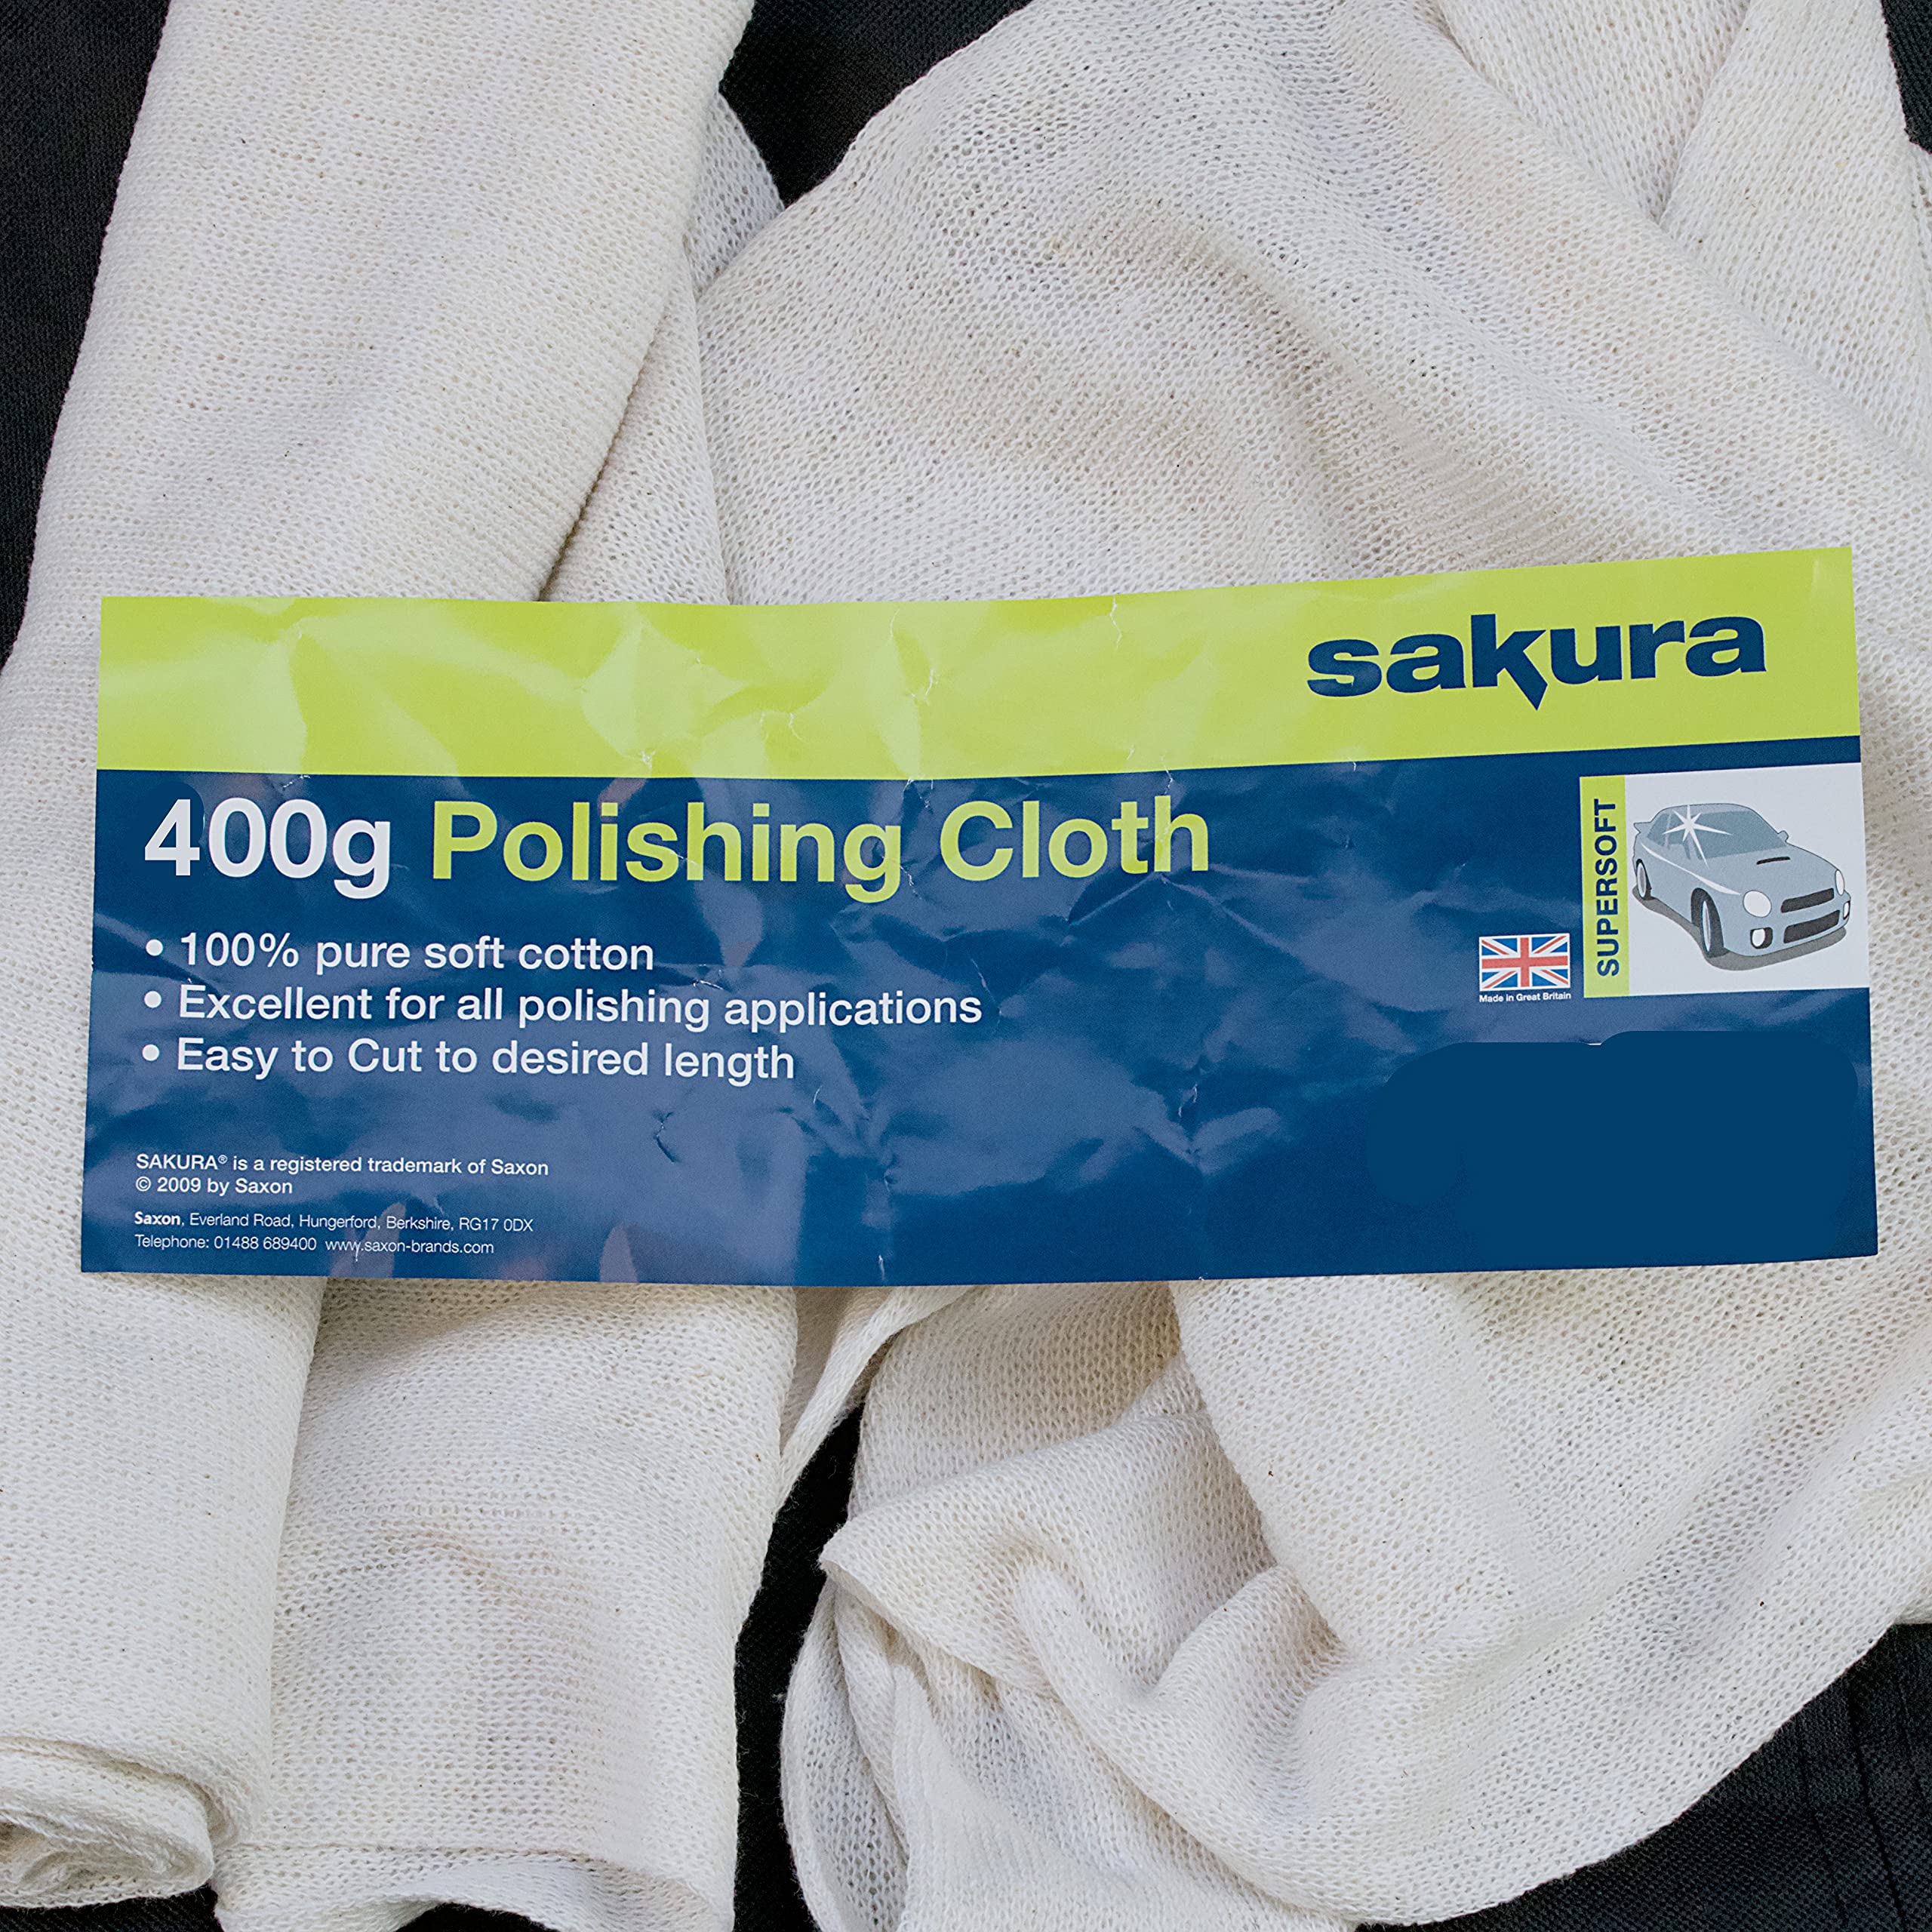 sakura
400g Polishing Cloth
• 100% pure soft cotton
• Excellent for all polishing applications
• Easy to Cut to desired length
SUPERSOFT
Made in Great Britain
SAKURA® is a registered trademark of Saxon
© 2009 by Saxon
Saxon, Everland Road, Hungerford, Berkshire, RG17 0DX
Telephone: 01488 689400 www.saxon-brands.com